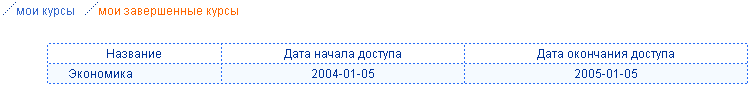 мои курсы мои завершенные курсы
Название Дата начала доступа Дата окончания доступа
Экономика 2004-01-05 2005-01-05